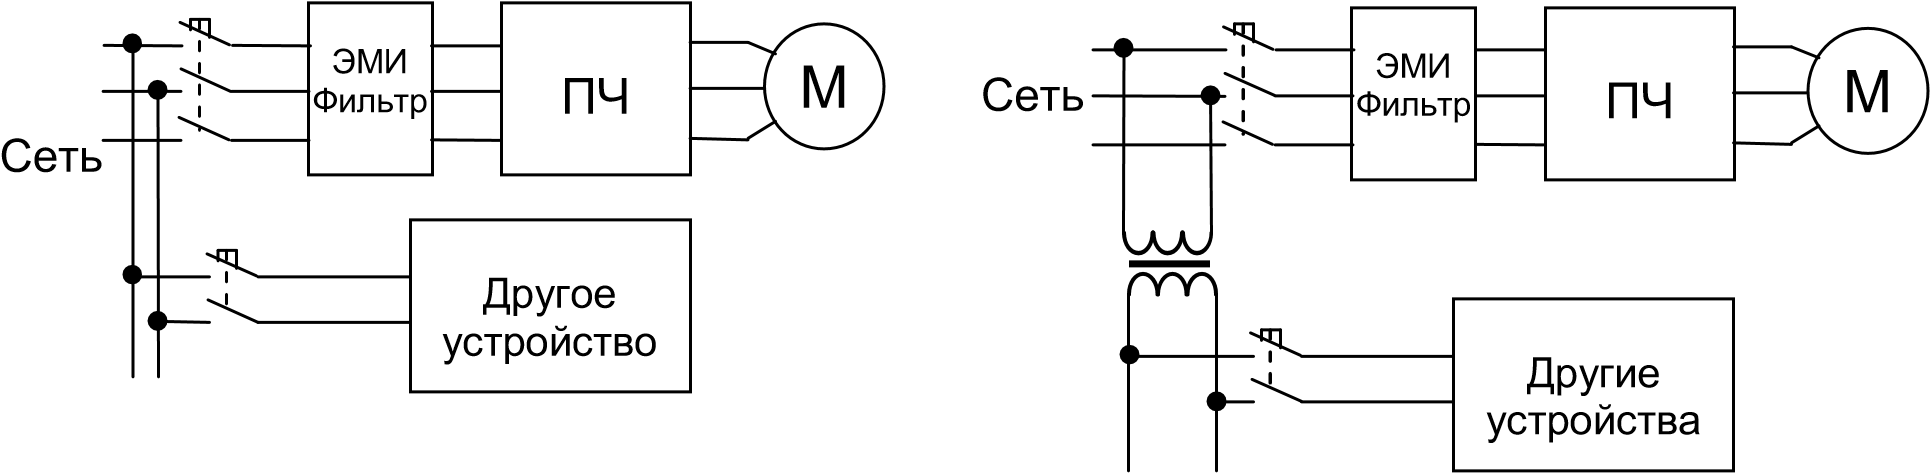 Сеть
ЭМИ
Фильтр
ПЧ
М
Другое
устройство
Сеть
ЭМИ
Фильтр
ПЧ
М
Другие
устройства